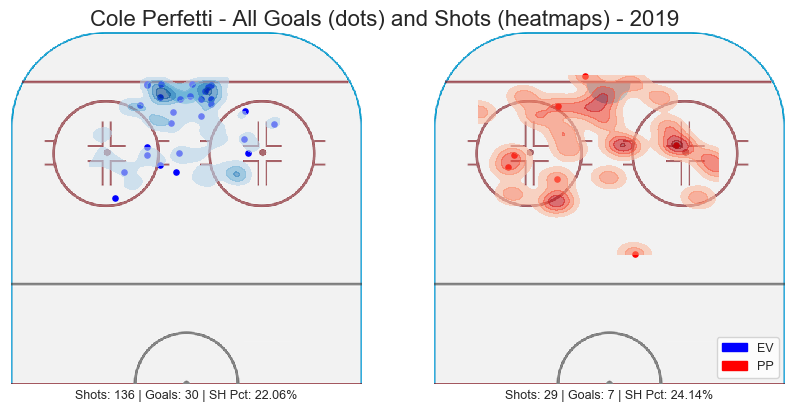 Cole Perfetti - All Goals (dots) and Shots (heatmaps) - 2019
EV
PP
Shots: 136 | Goals: 30 | SH Pct: 22.06%
Shots: 29 | Goals: 7 | SH Pct: 24.14%